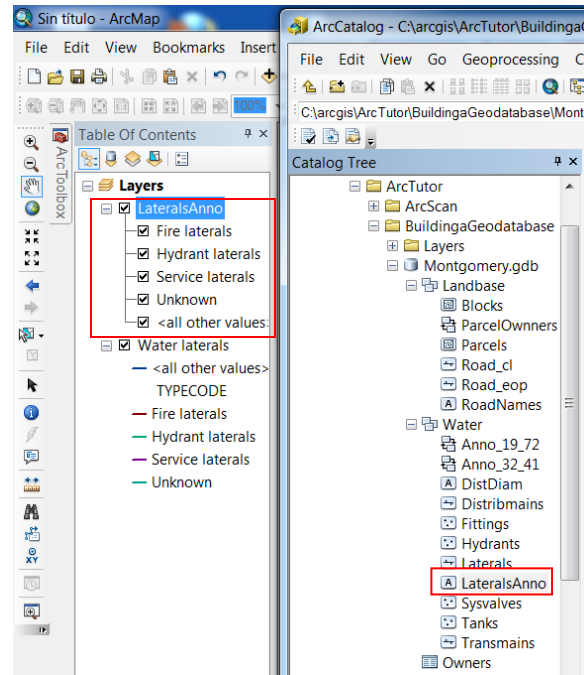 Sin título - ArcMap
File Edit View Bookmarks Insert
100%
Table Of Contents
ArcToolbox
Layers
LateralsAnno
Fire laterals
Hydrant laterals
Service laterals
Unknown
<all other values>
Water laterals
<all other values>
TYPECODE
Fire laterals
Hydrant laterals
Service laterals
Unknown
XY
ArcCatalog - C:\arcgis\ArcTutor\Buildinga
File Edit View Go Geoprocessing C
C:\arcgis\ArcTutor\BuildingaGeodatabase\Mont
Catalog Tree
ArcTutor
ArcScan
BuildingaGeodatabase
Layers
Montgomery.gdb
Landbase
Blocks
ParcelOwnners
Parcels
Road_cl
Road_eop
RoadNames
Water
Anno_19_72
Anno_32_41
DistDiam
Distribmains
Fittings
Hydrants
Laterals
LateralsAnno
Sysvalves
Tanks
Transmains
Owners